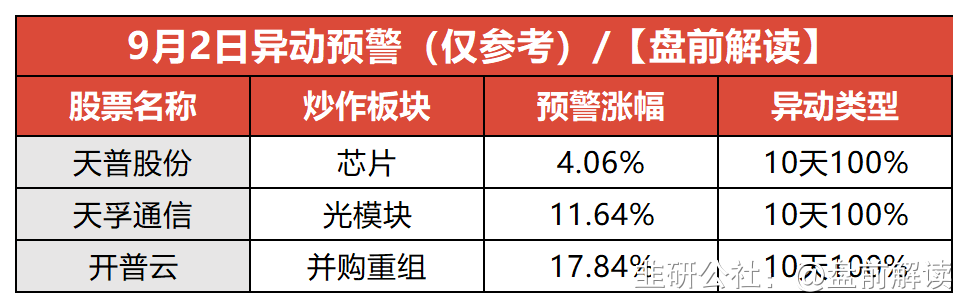 9月2日异动预警（仅参考）/【盘前解读】
股票名称 炒作板块 预警涨幅 异动类型
天普股份 芯片 4.06% 10天100%
天孚通信 光模块 11.64% 10天100%
开普云 并购重组 17.84% 10天100%
韭研公社：@盘前解读